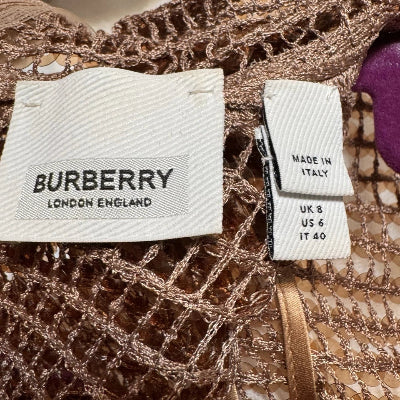 BURBERRY
LONDON ENGLAND
MADE IN
ITALY
UK 8
US 6
IT 40